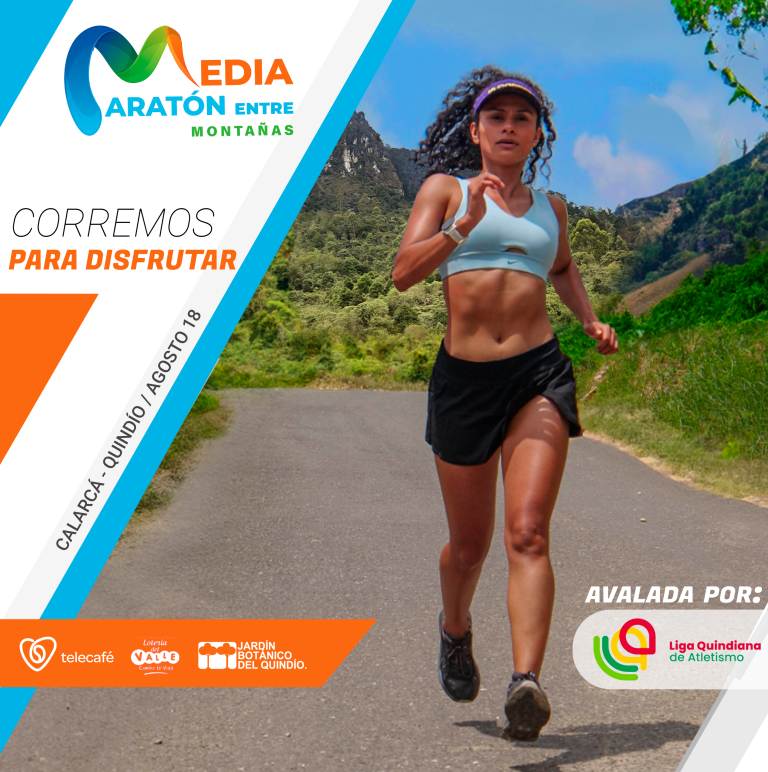 MEDIA
MARATÓN ENTRE
MONTAÑAS
CORREMOS
PARA DISFRUTAR
CALARCÁ - QUINDÍO / AGOSTO 18
telecafé
Lotería
del
VALLE
JARDÍN
BOTÁNICO
DEL QUINDÍO.
AVALADA POR:
Liga Quindiana
de Atletismo